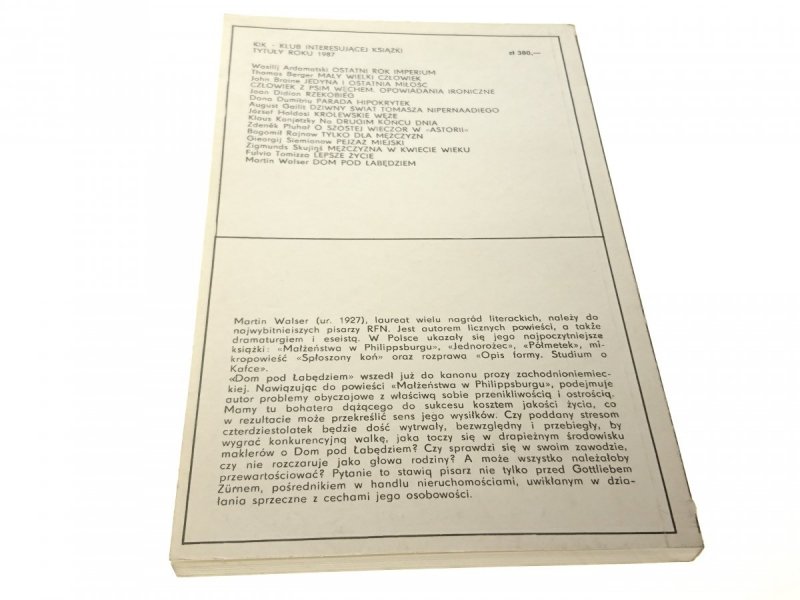 KIK - KLUB INTERESUJĄCEJ KSIĄŻKI
TYTUŁY ROKU 1987
zł 380,—
Wasilij Ardamatski OSTATNI ROK IMPERIUM
Thomas Berger MAŁY WIELKI CZŁOWIEK
John Braine JEDYNA I OSTATNIA MIŁOŚĆ
CZŁOWIEK Z PSIM WĘCHEM. OPOWIADANIA IRONICZNE
Joan Didion RZEKOBIEG
Dana Dumitriu PARADA HIPOKRYTEK
August Gailit DZIWNY ŚWIAT TOMASZA NIPERNAADIEGO
József Holdosi KRÓLEWSKIE WĘŻE
Klaus Konjetzky NA DRUGIM KOŃCU DNIA
Zdeněk Pluhař O SZÓSTEJ WIECZÓR W «ASTORII»
Bogomił Rajnow TYLKO DLA MĘŻCZYZN
Gieorgij Siemionow PEJZAŻ MIEJSKI
Zigmunds Skujiņš MĘŻCZYZNA W KWIECIE WIEKU
Fulvio Tomizza LEPSZE ŻYCIE
Martin Walser DOM POD ŁABĘDZIEM
Martin Walser (ur. 1927), laureat wielu nagród literackich, należy do
najwybitniejszych pisarzy RFN. Jest autorem licznych powieści, a także
dramaturgiem i eseistą. W Polsce ukazały się jego najpoczytniejsze
książki: «Małżeństwa w Philippsburgu», «Jednorożec», «Półmetek», mi-
kropowieść «Spłoszony koń» oraz rozprawa «Opis formy. Studium o
Kafce».
«Dom pod Łabędziem» wszedł już do kanonu prozy zachodnioniemiec-
kiej. Nawiązując do powieści «Małżeństwa w Philippsburgu», podejmuje
autor problemy obyczajowe z właściwą sobie przenikliwością i ostrością.
Mamy tu bohatera dążącego do sukcesu kosztem jakości życia, co
w rezultacie może przekreślić sens jego wysiłków. Czy poddany stresom
czterdziestolatek będzie dość wytrwały, bezwzględny i przebiegły, by
wygrać konkurencyjną walkę, jaka toczy się w drapieżnym środowisku
maklerów o Dom pod Łabędziem? Czy sprawdzi się w swoim zawodzie,
czy nie rozczaruje jako głowa rodziny? A może wszystko należałoby
przewartościować? Pytanie to stawią pisarz nie tylko przed Gottliebem
Zürnem, pośrednikiem w handlu nieruchomościami, uwikłanym w dzia-
łania sprzeczne z cechami jego osobowości.